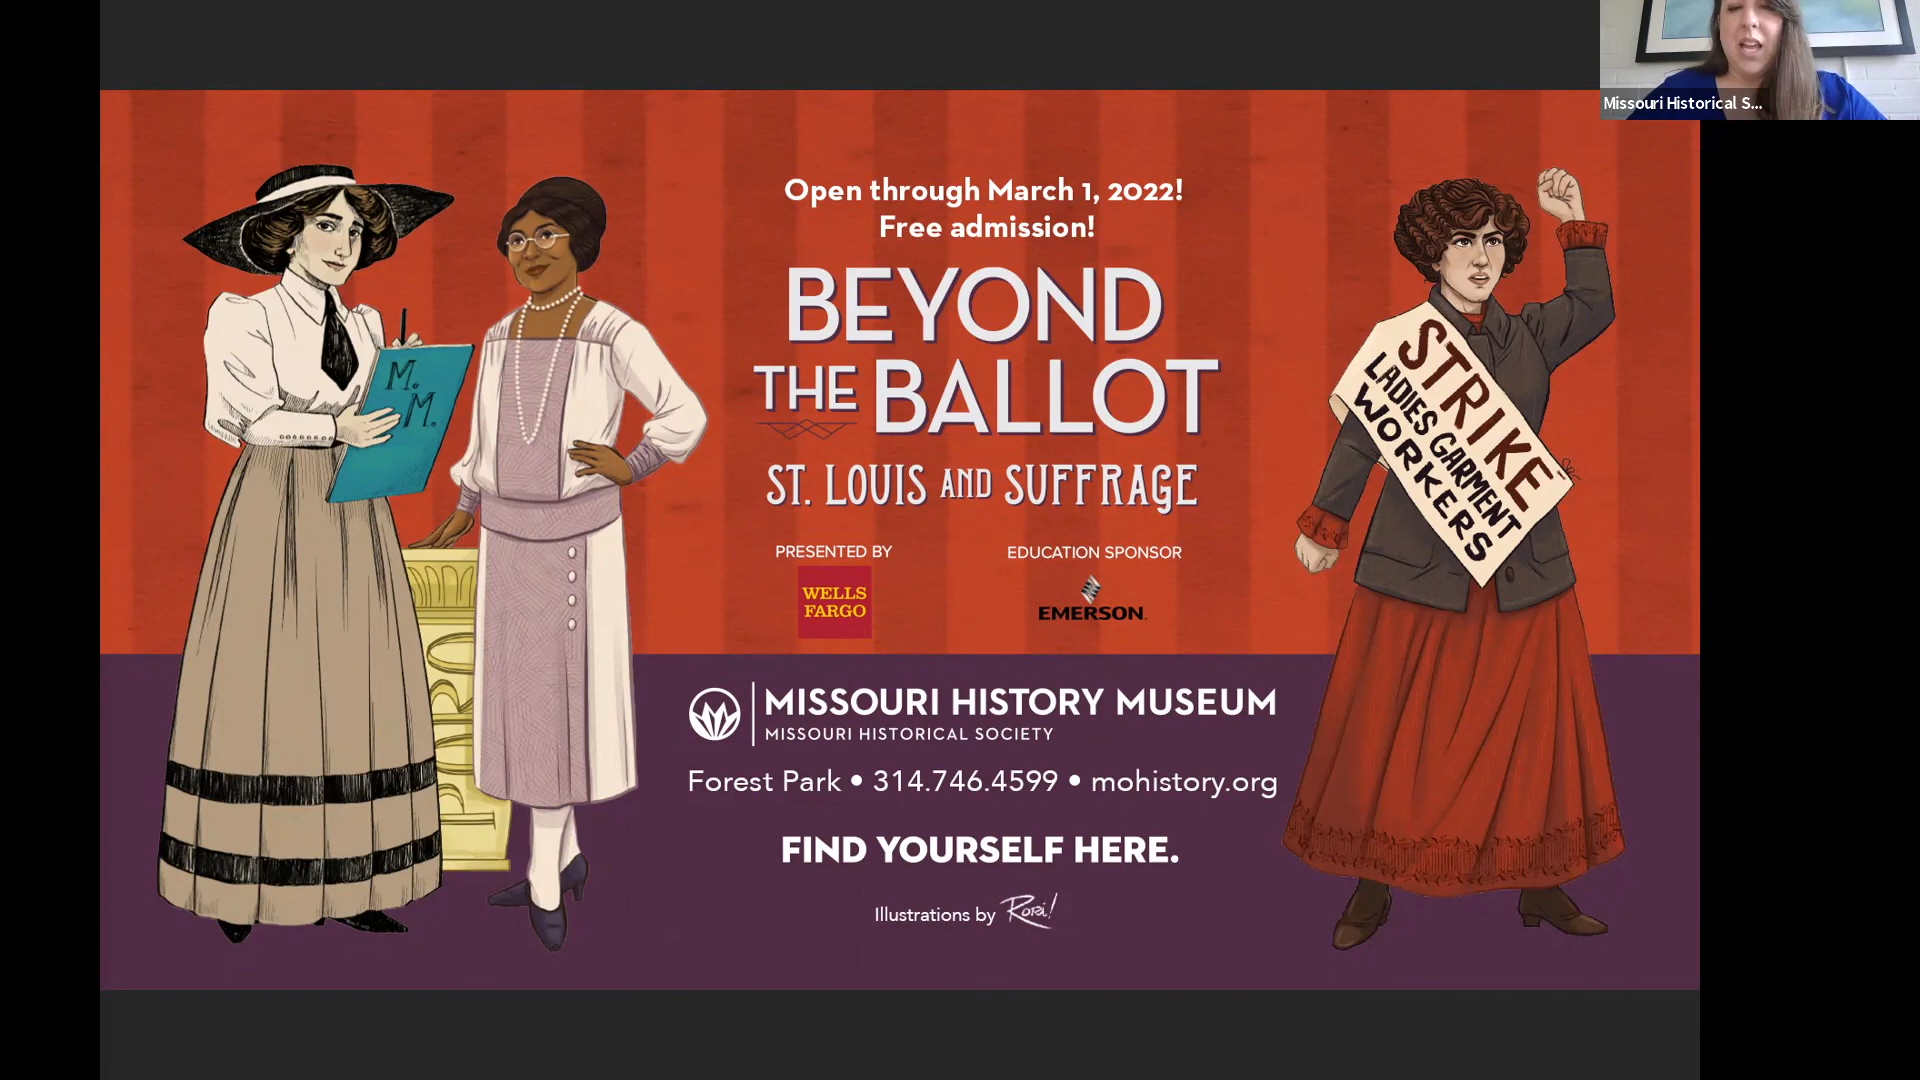 Missouri Historical S...
Open through March 1, 2022!
Free admission!
BEYOND
THE BALLOT
ST. LOUIS AND SUFFRAGE
PRESENTED BY
WELLS
FARGO
EDUCATION SPONSOR
EMERSON
M.
M.
STRIKE
LADIES GARMENT
WORKERS
MISSOURI HISTORY MUSEUM
MISSOURI HISTORICAL SOCIETY
Forest Park • 314.746.4599 • mohistory.org
FIND YOURSELF HERE.
Illustrations by Rori!